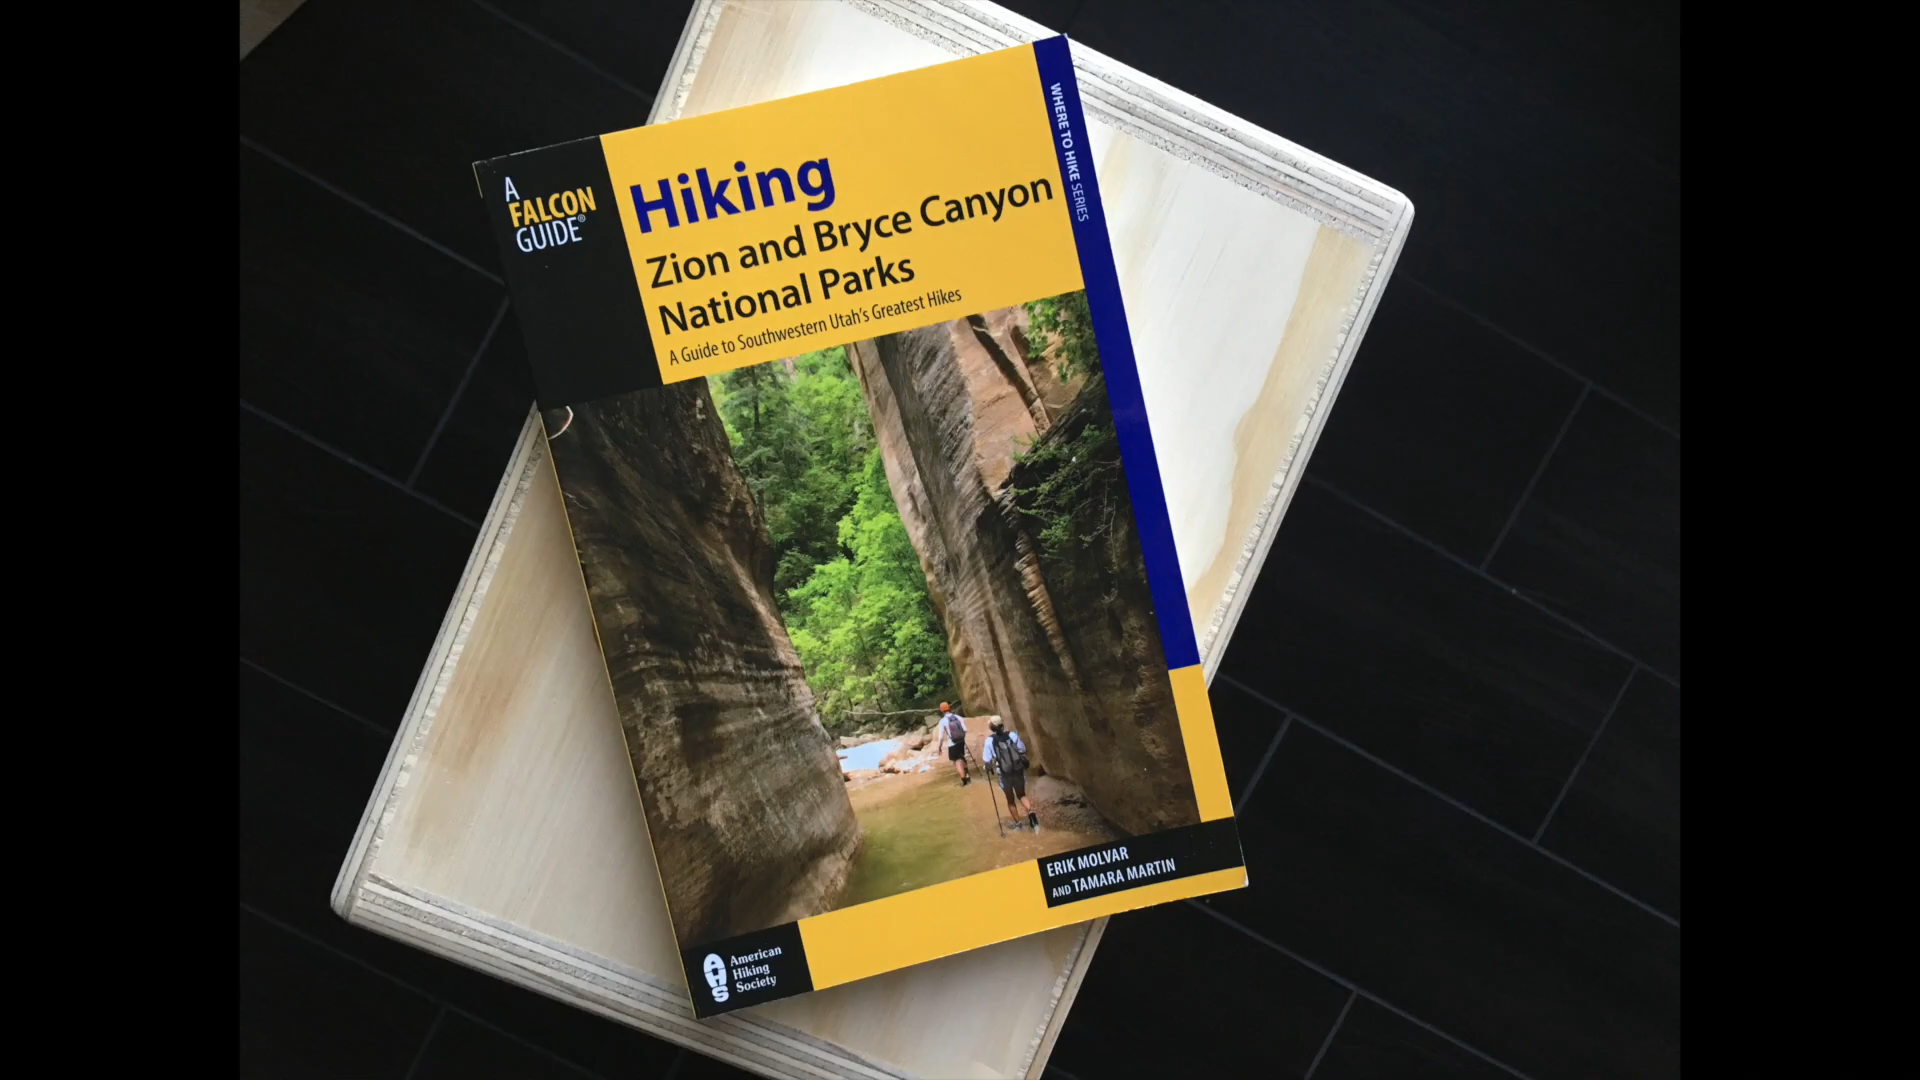 A
FALCON
GUIDE®
Hiking
Zion and Bryce Canyon
National Parks
A Guide to Southwestern Utah's Greatest Hikes
WHERE TO HIKE SERIES
ERIK MOLVAR
AND TAMARA MARTIN
AHS
American
Hiking
Society